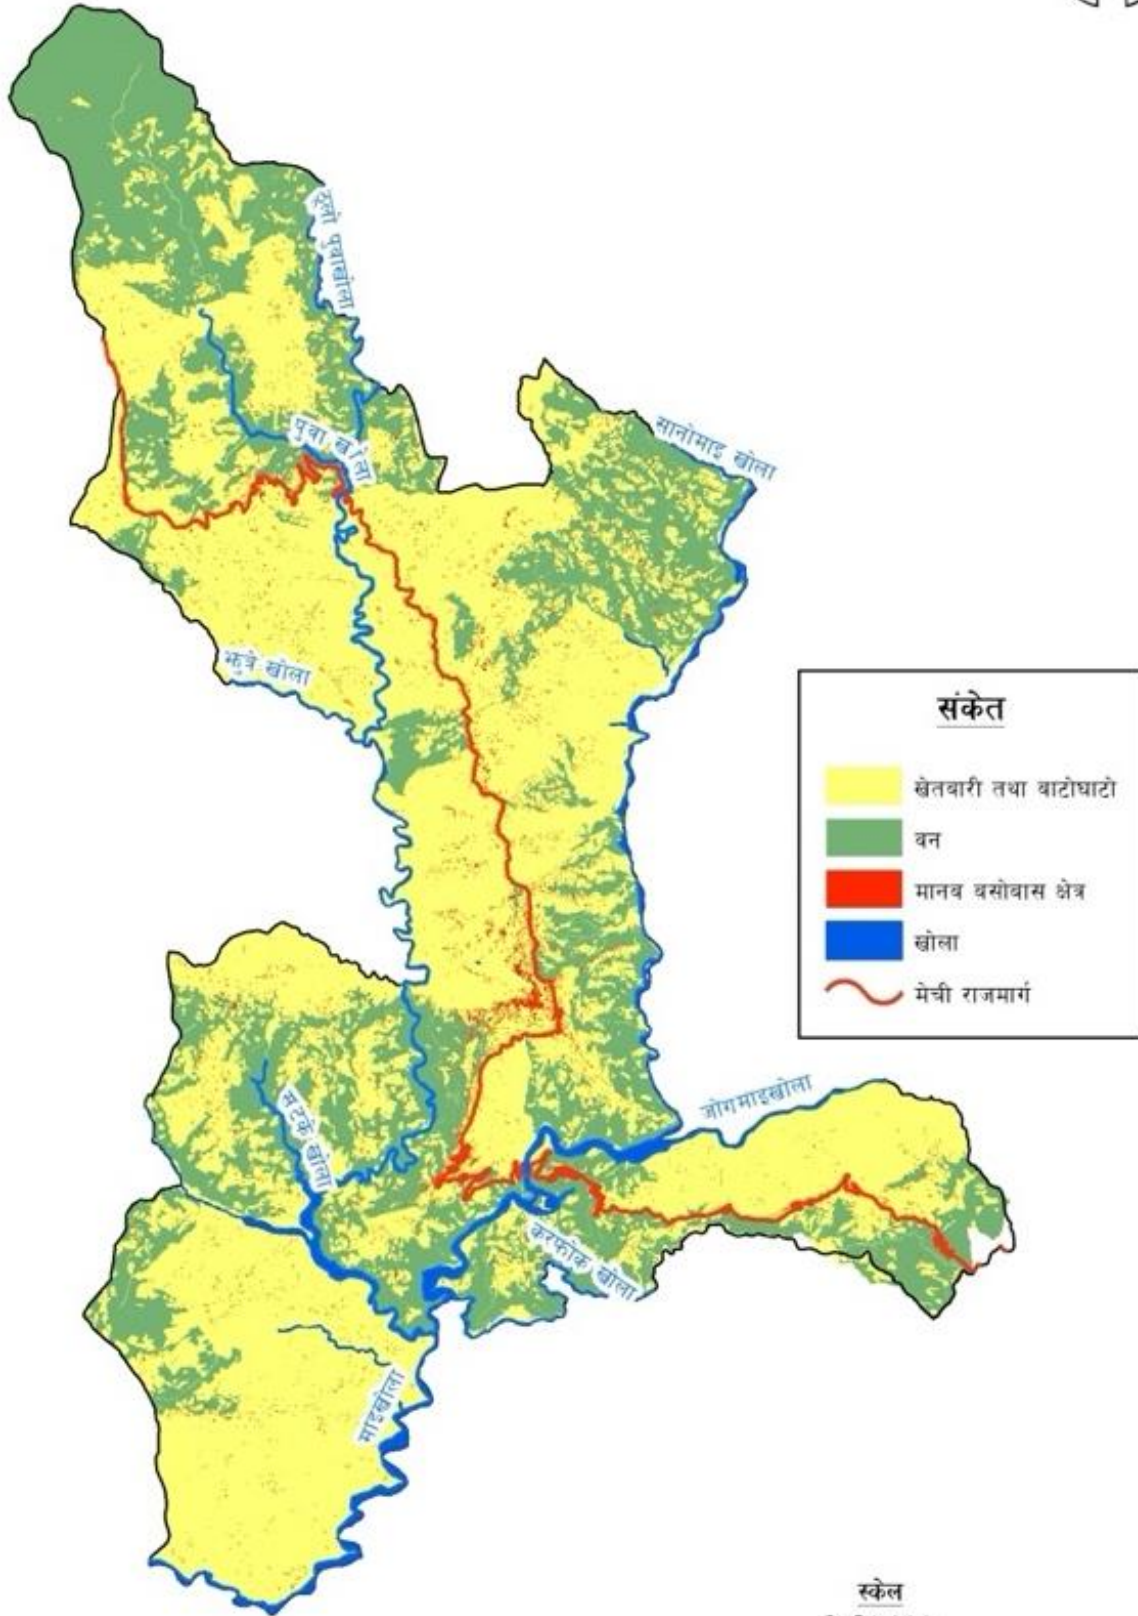 ठूलो पुवाखोला
पुवा खोला
सानोमाइ खोला
झुत्रे खोला
संकेत
खेतबारी तथा बाटोघाटो
वन
मानव बसोबास क्षेत्र
खोला
मेची राजमार्ग
जोगमाइखोला
खोला
करफोक खोला
माइखोला
स्केल